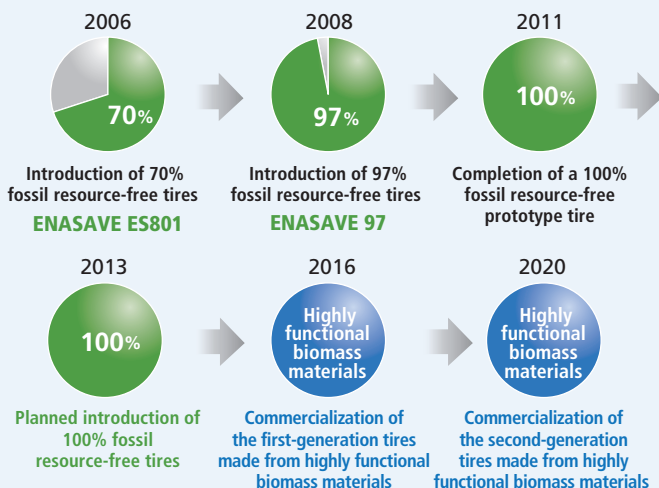 2006
70%
Introduction of 70%
fossil resource-free tires
ENASAVE ES801
2008
97%
Introduction of 97%
fossil resource-free tires
ENASAVE 97
2011
100%
Completion of a 100%
fossil resource-free
prototype tire
2013
100%
Planned introduction of
100% fossil
resource-free tires
2016
Highly
functional
biomass
materials
Commercialization of
the first-generation tires
made from highly functional
biomass materials
2020
Highly
functional
biomass
materials
Commercialization of
the second-generation
tires made from highly
functional biomass materials